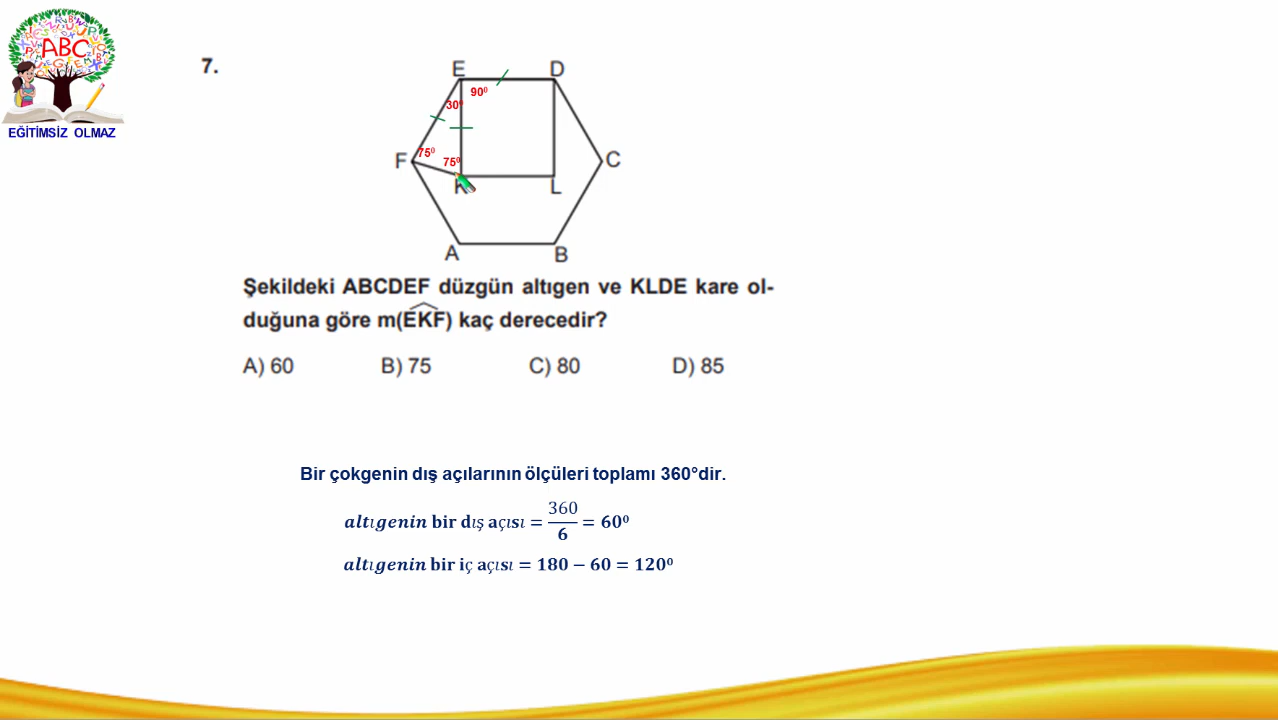 ABC
EĞİTİMSİZ OLMAZ
7.
E D
90⁰
30⁰
F 75⁰ 75⁰ C
K L
A B
Şekildeki ABCDEF düzgün altıgen ve KLDE kare ol-
duğuna göre m(EKF) kaç derecedir?
A) 60 B) 75 C) 80 D) 85
Bir çokgenin dış açılarının ölçüleri toplamı 360°dir.
altıgenin bir dış açısı = 360/6 = 60⁰
altıgenin bir iç açısı = 180 − 60 = 120⁰